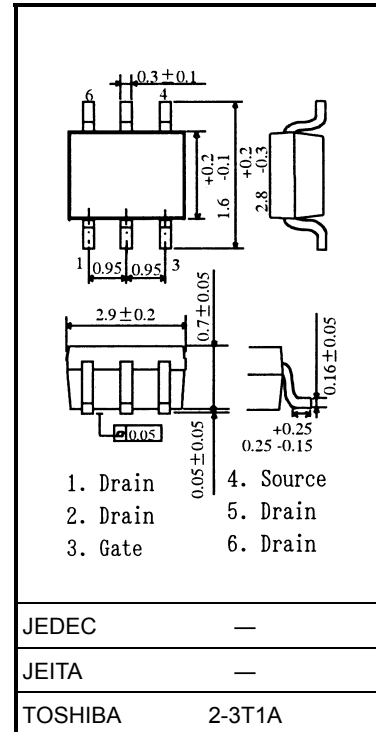 0.3±0.1
6 4
+0.2
1.6 -0.1
+0.2
2.8 -0.3
1 0.95 0.95 3
2.9±0.2
0.7±0.05
0.16±0.05
0.05
0.05±0.05
+0.25
0.25 -0.15
1. Drain
2. Drain
3. Gate
4. Source
5. Drain
6. Drain
JEDEC —
JEITA —
TOSHIBA 2-3T1A